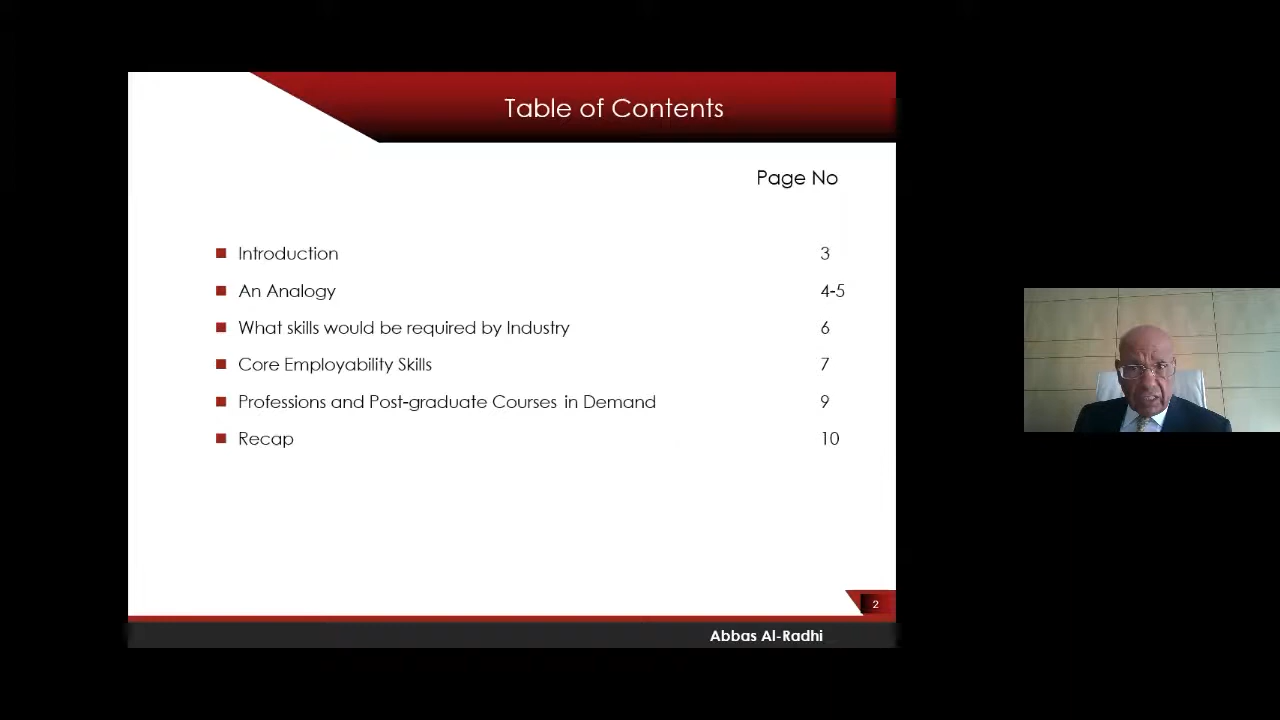 Table of Contents
Page No
Introduction 3
An Analogy 4-5
What skills would be required by Industry 6
Core Employability Skills 7
Professions and Post-graduate Courses in Demand 9
Recap 10
2
Abbas Al-Radhi